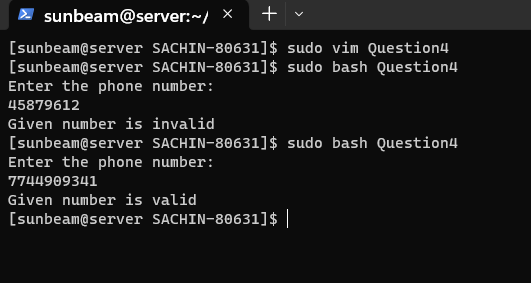 sunbeam@server:~/
[sunbeam@server SACHIN-80631]$ sudo vim Question4
[sunbeam@server SACHIN-80631]$ sudo bash Question4
Enter the phone number:
45879612
Given number is invalid
[sunbeam@server SACHIN-80631]$ sudo bash Question4
Enter the phone number:
7744909341
Given number is valid
[sunbeam@server SACHIN-80631]$